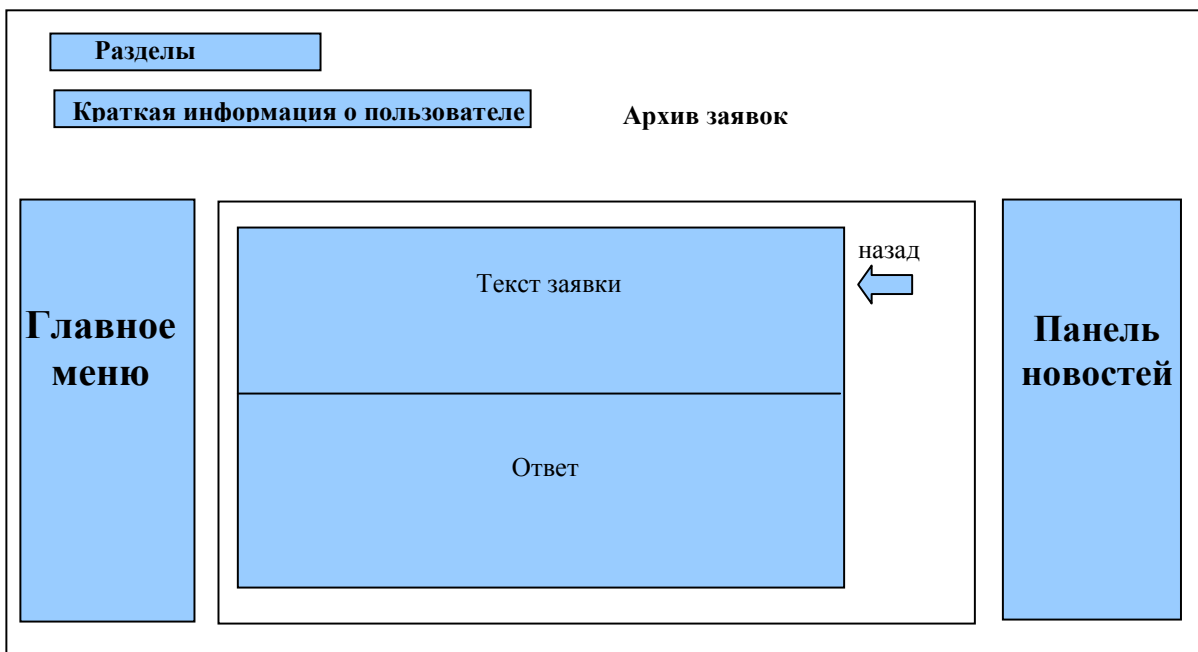 Разделы
Краткая информация о пользователе
Архив заявок
Главное
меню
Текст заявки
назад
Ответ
Панель
новостей